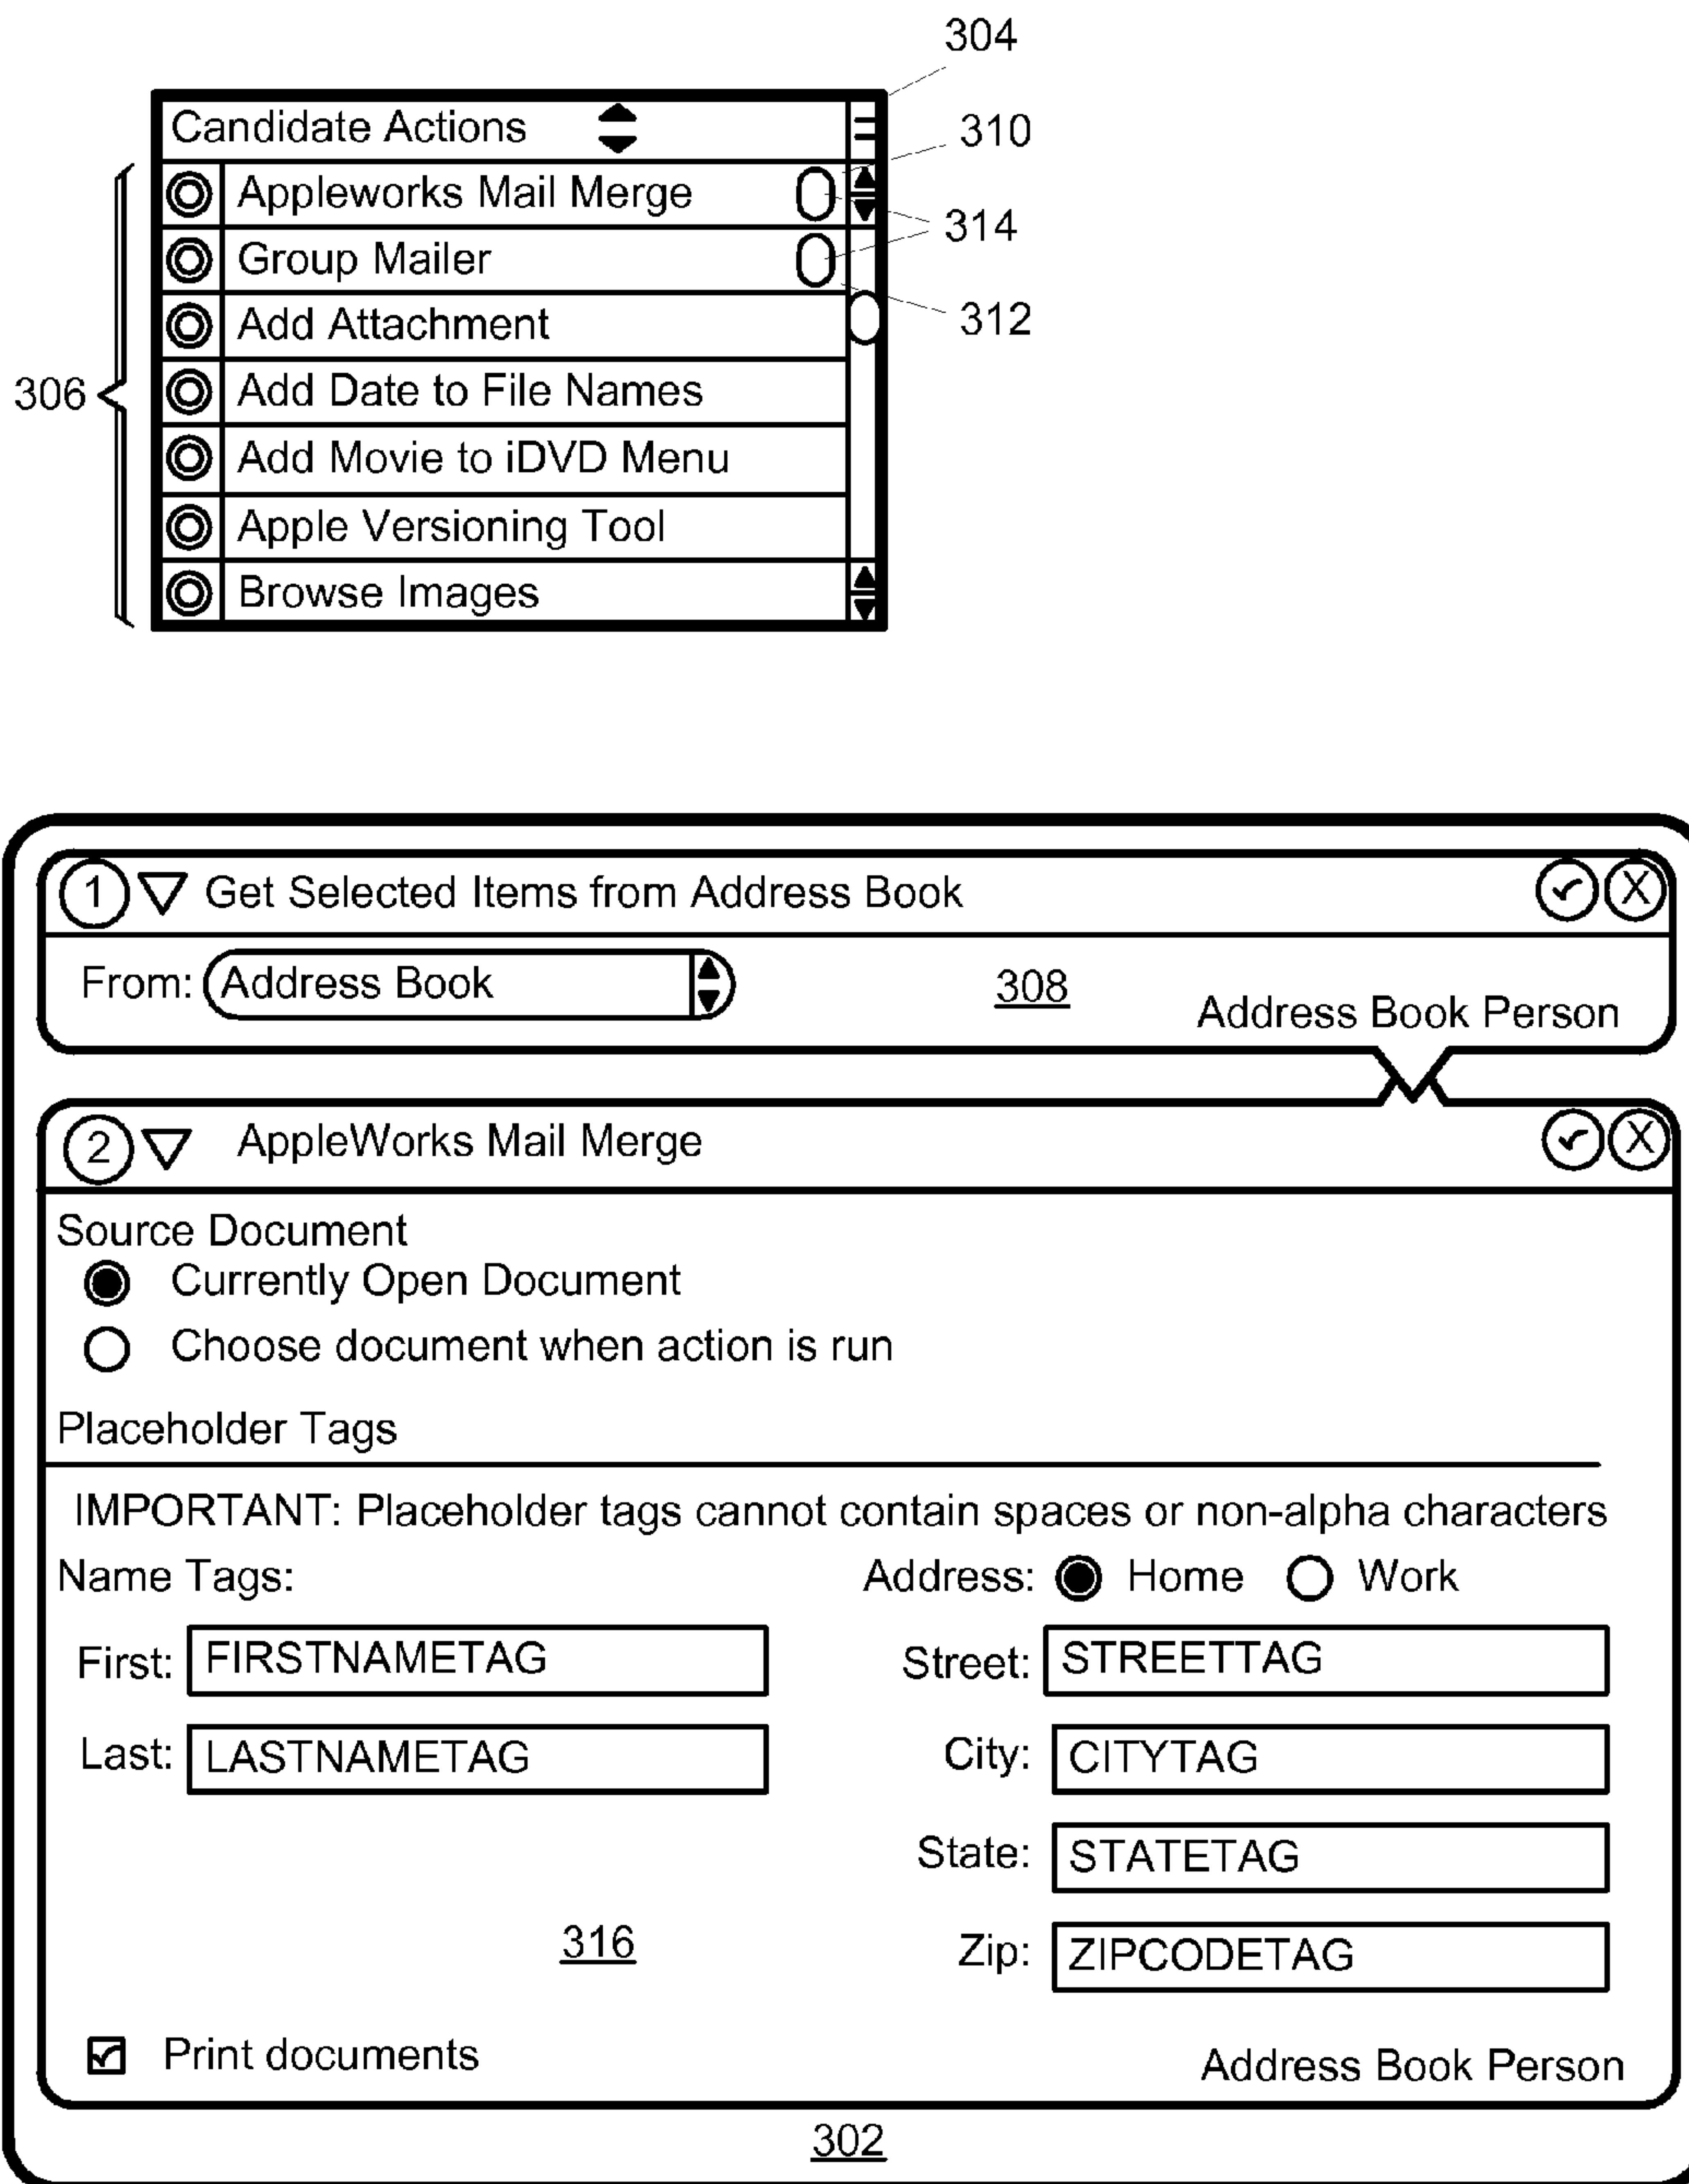 304
Candidate Actions
310
Appleworks Mail Merge
314
Group Mailer
312
Add Attachment
306
Add Date to File Names
Add Movie to iDVD Menu
Apple Versioning Tool
Browse Images
1 Get Selected Items from Address Book X
From: Address Book 308 Address Book Person
2 AppleWorks Mail Merge X
Source Document
Currently Open Document
Choose document when action is run
Placeholder Tags
IMPORTANT: Placeholder tags cannot contain spaces or non-alpha characters
Name Tags: Address: Home Work
First: FIRSTNAMETAG Street: STREETTAG
Last: LASTNAMETAG City: CITYTAG
State: STATETAG
316 Zip: ZIPCODETAG
Print documents Address Book Person
302